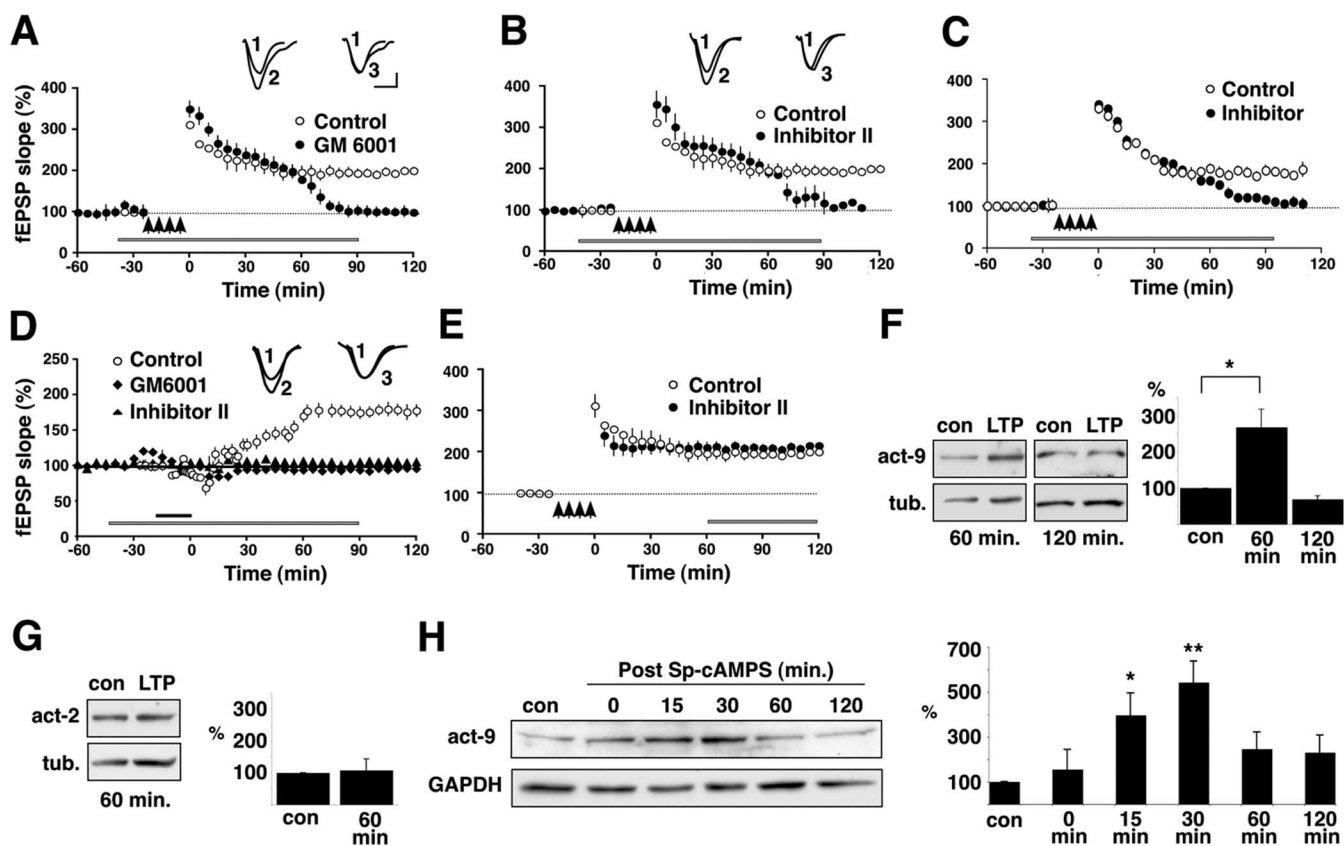 A
1
2
1
3
Control
GM 6001
fEPSP slope (%)
400
300
200
100
0
-60 -30 0 30 60 90 120
Time (min)
B
1
2
1
3
Control
Inhibitor II
400
300
200
100
0
-60 -30 0 30 60 90 120
Time (min)
C
Control
Inhibitor
400
300
200
100
0
-60 -30 0 30 60 90 120
Time (min)
D
Control
GM6001
Inhibitor II
1
2
1
3
fEPSP slope (%)
250
200
150
100
50
0
-60 -30 0 30 60 90 120
Time (min)
E
Control
Inhibitor II
400
300
200
100
0
-60 -30 0 30 60 90 120
Time (min)
F
con LTP con LTP
act-9
tub.
60 min. 120 min.
*
%
300
200
100
con 60 min 120 min
G
con LTP
act-2
tub.
60 min.
%
300
200
100
con 60 min
H
Post Sp-cAMPS (min.)
con 0 15 30 60 120
act-9
GAPDH
%
700
500
300
100
* **
con 0 min 15 min 30 min 60 min 120 min